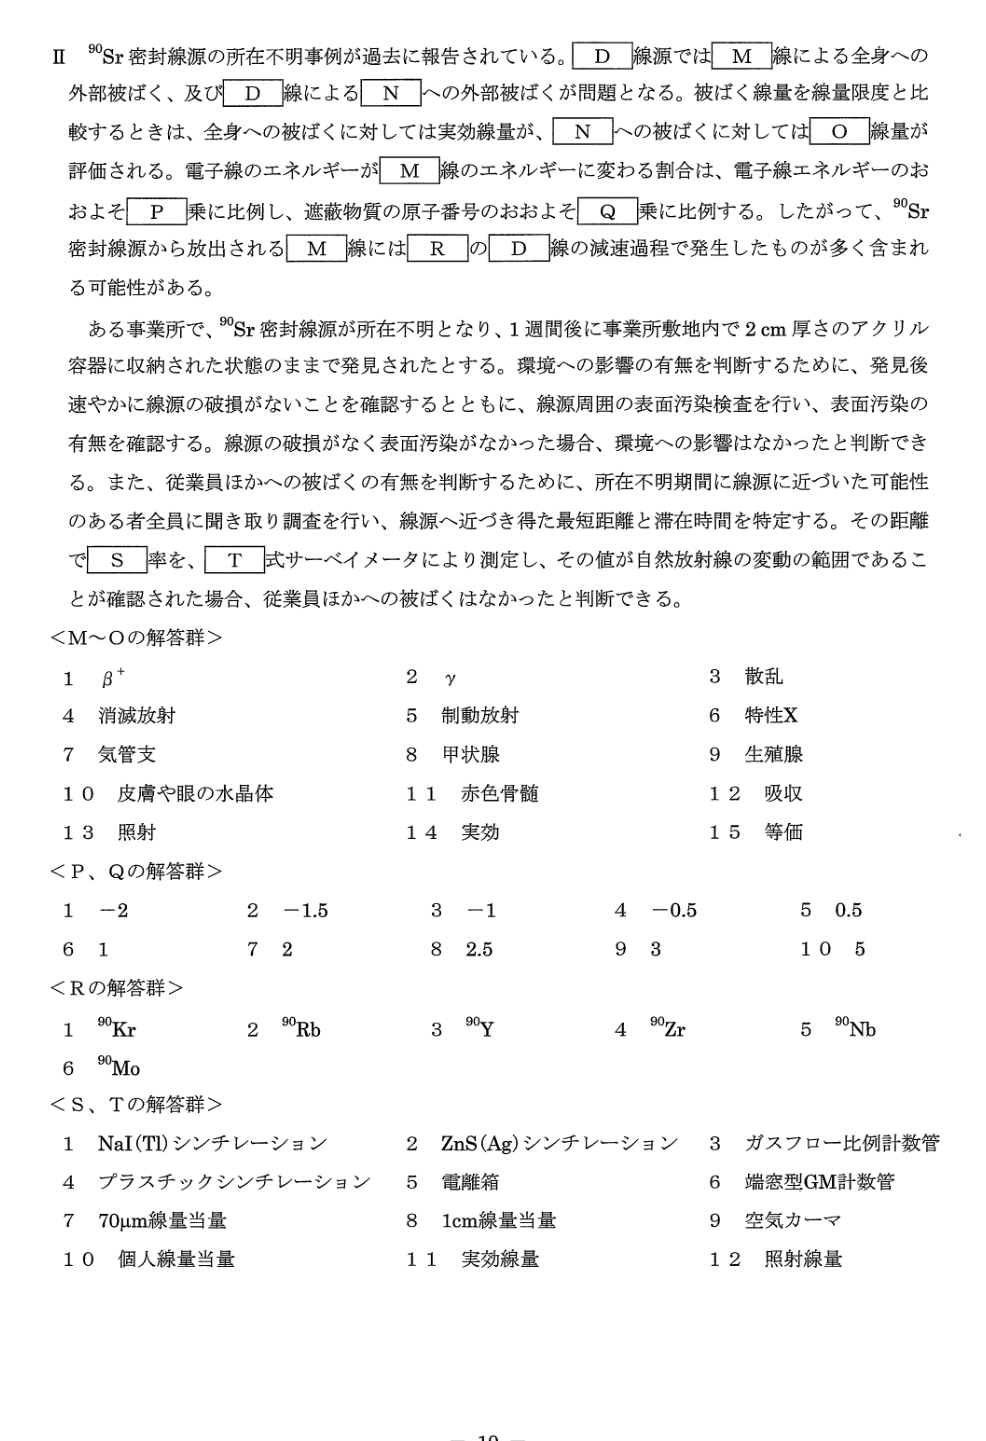 Ⅱ ⁹⁰Sr 密封線源の所在不明事例が過去に報告されている。 D 線源では M 線による全身への
外部被ばく、及び D 線による N への外部被ばくが問題となる。被ばく線量を線量限度と比
較するときは、全身への被ばくに対しては実効線量が、 N への被ばくに対しては O 線量が
評価される。電子線のエネルギーが M 線のエネルギーに変わる割合は、電子線エネルギーのお
およそ P 乗に比例し、遮蔽物質の原子番号のおおよそ Q 乗に比例する。したがって、⁹⁰Sr
密封線源から放出される M 線には R の D 線の減速過程で発生したものが多く含まれ
る可能性がある。
ある事業所で、⁹⁰Sr 密封線源が所在不明となり、1 週間後に事業所敷地内で 2 cm 厚さのアクリル
容器に収納された状態のままで発見されたとする。環境への影響の有無を判断するために、発見後
速やかに線源の破損がないことを確認するとともに、線源周囲の表面汚染検査を行い、表面汚染の
有無を確認する。線源の破損がなく表面汚染がなかった場合、環境への影響はなかったと判断でき
る。また、従業員ほかへの被ばくの有無を判断するために、所在不明期間に線源に近づいた可能性
のある者全員に聞き取り調査を行い、線源へ近づき得た最短距離と滞在時間を特定する。その距離
で S 率を、 T 式サーベイメータにより測定し、その値が自然放射線の変動の範囲であるこ
とが確認された場合、従業員ほかへの被ばくはなかったと判断できる。
＜M～Oの解答群＞
1 β⁺ 2 γ 3 散乱
4 消滅放射 5 制動放射 6 特性X
7 気管支 8 甲状腺 9 生殖腺
10 皮膚や眼の水晶体 11 赤色骨髄 12 吸収
13 照射 14 実効 15 等価
＜P、Qの解答群＞
1 －2 2 －1.5 3 －1 4 －0.5 5 0.5
6 1 7 2 8 2.5 9 3 10 5
＜Rの解答群＞
1 ⁹⁰Kr 2 ⁹⁰Rb 3 ⁹⁰Y 4 ⁹⁰Zr 5 ⁹⁰Nb
6 ⁹⁰Mo
＜S、Tの解答群＞
1 NaI(Tl)シンチレーション 2 ZnS(Ag)シンチレーション 3 ガスフロー比例計数管
4 プラスチックシンチレーション 5 電離箱 6 端窓型GM計数管
7 70μm線量当量 8 1cm線量当量 9 空気カーマ
10 個人線量当量 11 実効線量 12 照射線量